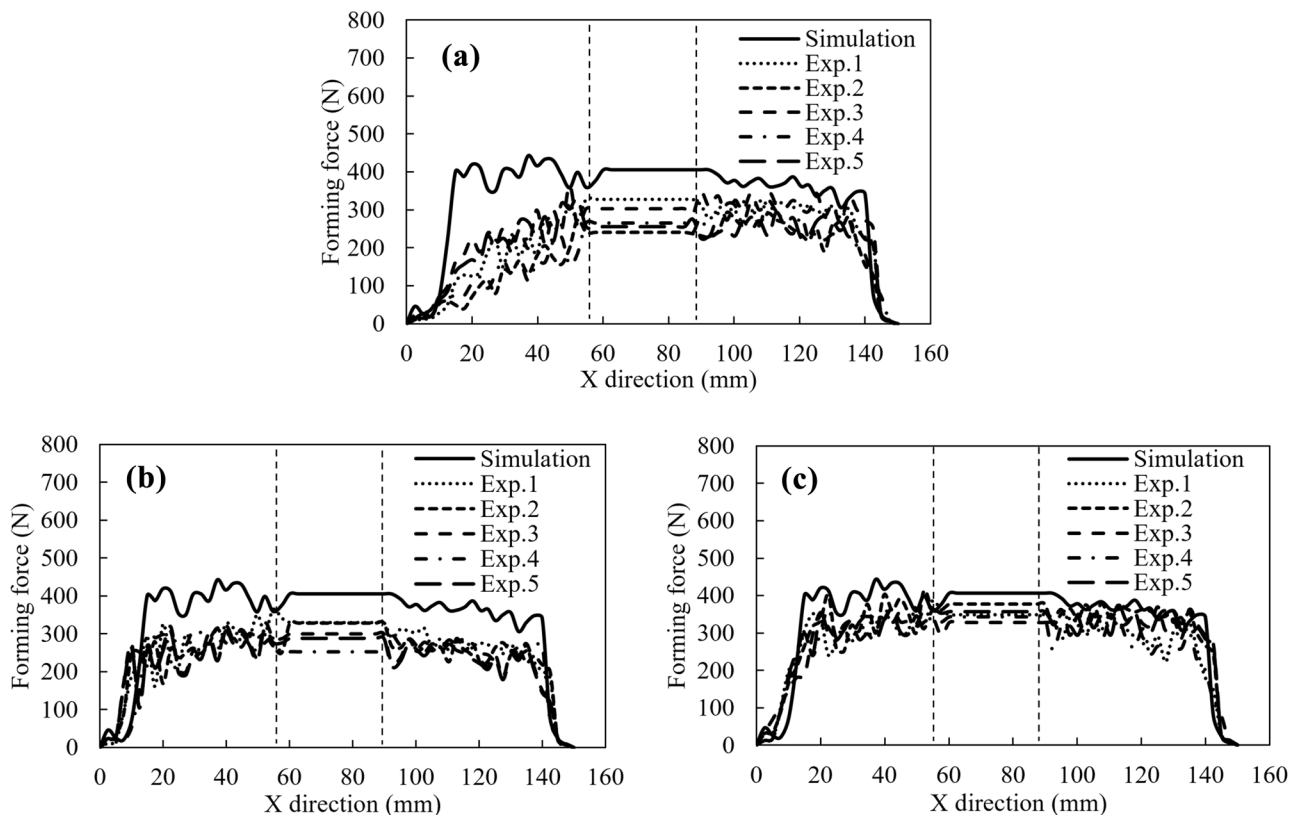 (a)
Simulation
Exp.1
Exp.2
Exp.3
Exp.4
Exp.5
Forming force (N)
800
700
600
500
400
300
200
100
0
0 20 40 60 80 100 120 140 160
X direction (mm)
(b)
Simulation
Exp.1
Exp.2
Exp.3
Exp.4
Exp.5
Forming force (N)
800
700
600
500
400
300
200
100
0
0 20 40 60 80 100 120 140 160
X direction (mm)
(c)
Simulation
Exp.1
Exp.2
Exp.3
Exp.4
Exp.5
Forming force (N)
800
700
600
500
400
300
200
100
0
0 20 40 60 80 100 120 140 160
X direction (mm)